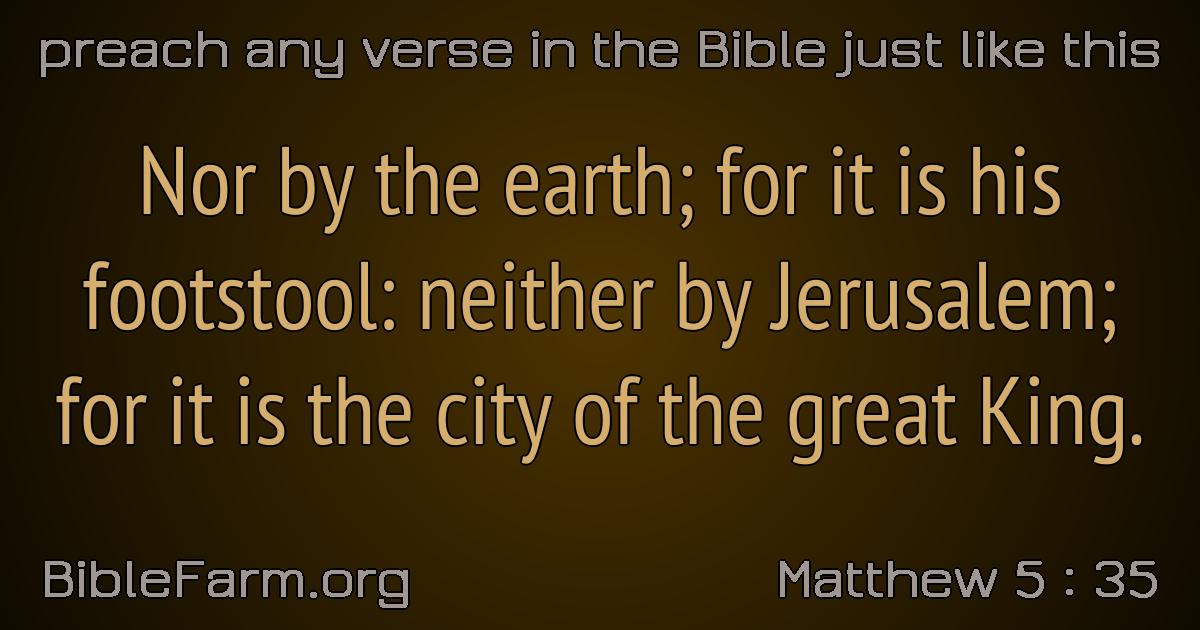 preach any verse in the Bible just like this
Nor by the earth; for it is his
footstool: neither by Jerusalem;
for it is the city of the great King.
BibleFarm.org
Matthew 5 : 35